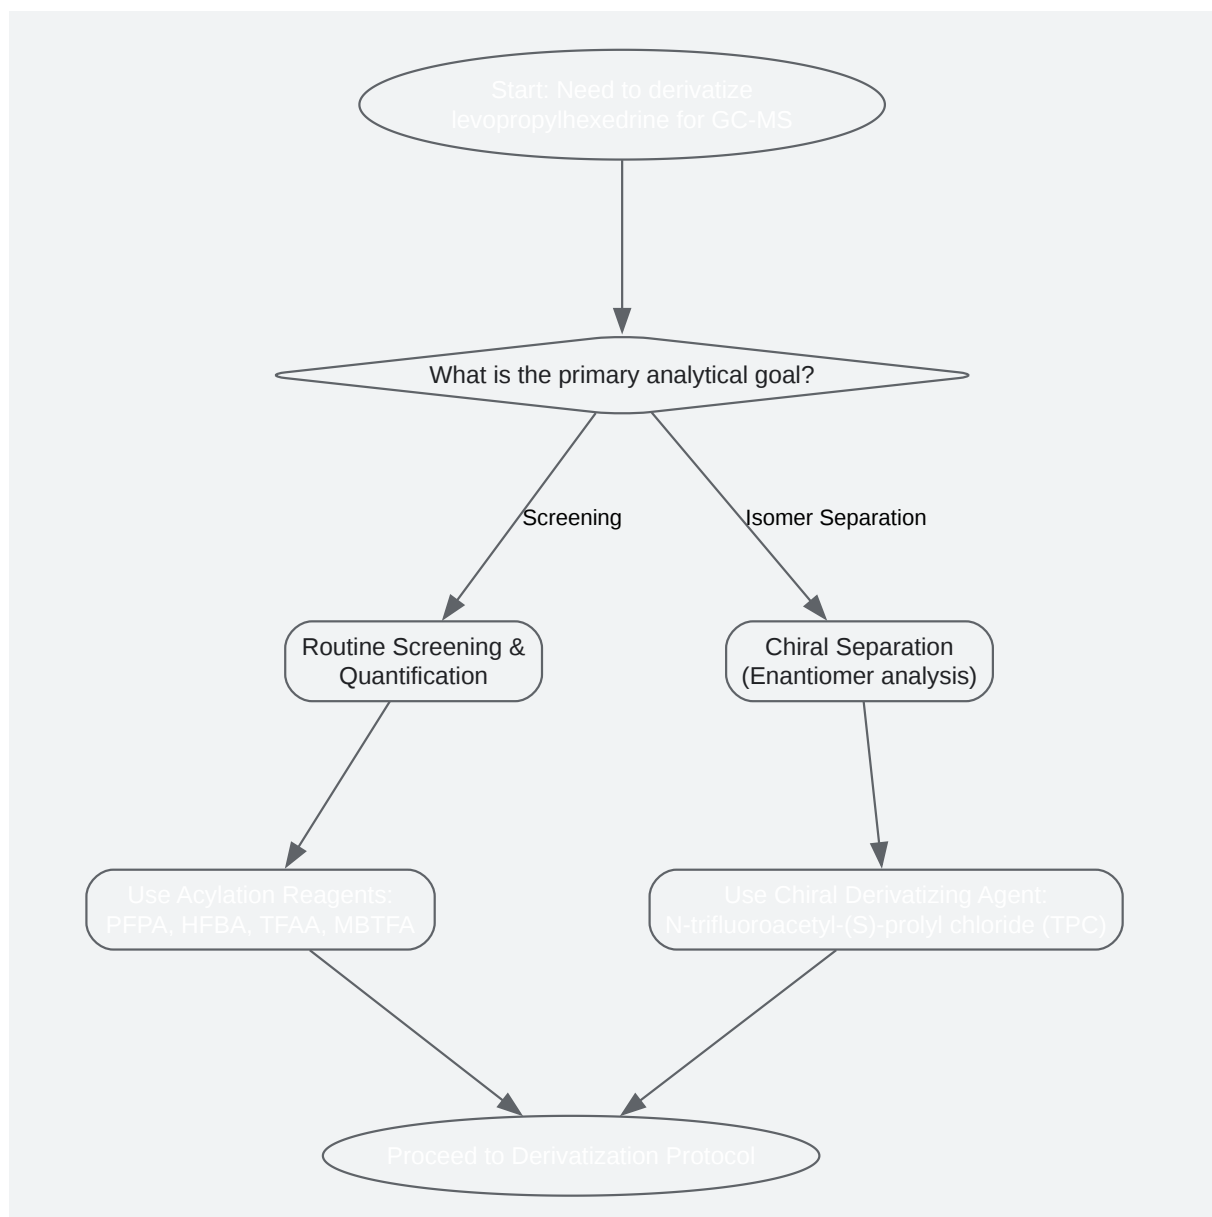 Start: Need to derivatize
levopropylhexedrine for GC-MS
What is the primary analytical goal?
Screening
Isomer Separation
Routine Screening &
Quantification
Chiral Separation
(Enantiomer analysis)
Use Acylation Reagents:
PFPA, HFBA, TFAA, MBTFA
Use Chiral Derivatizing Agent:
N-trifluoroacetyl-(S)-prolyl chloride (TPC)
Proceed to Derivatization Protocol